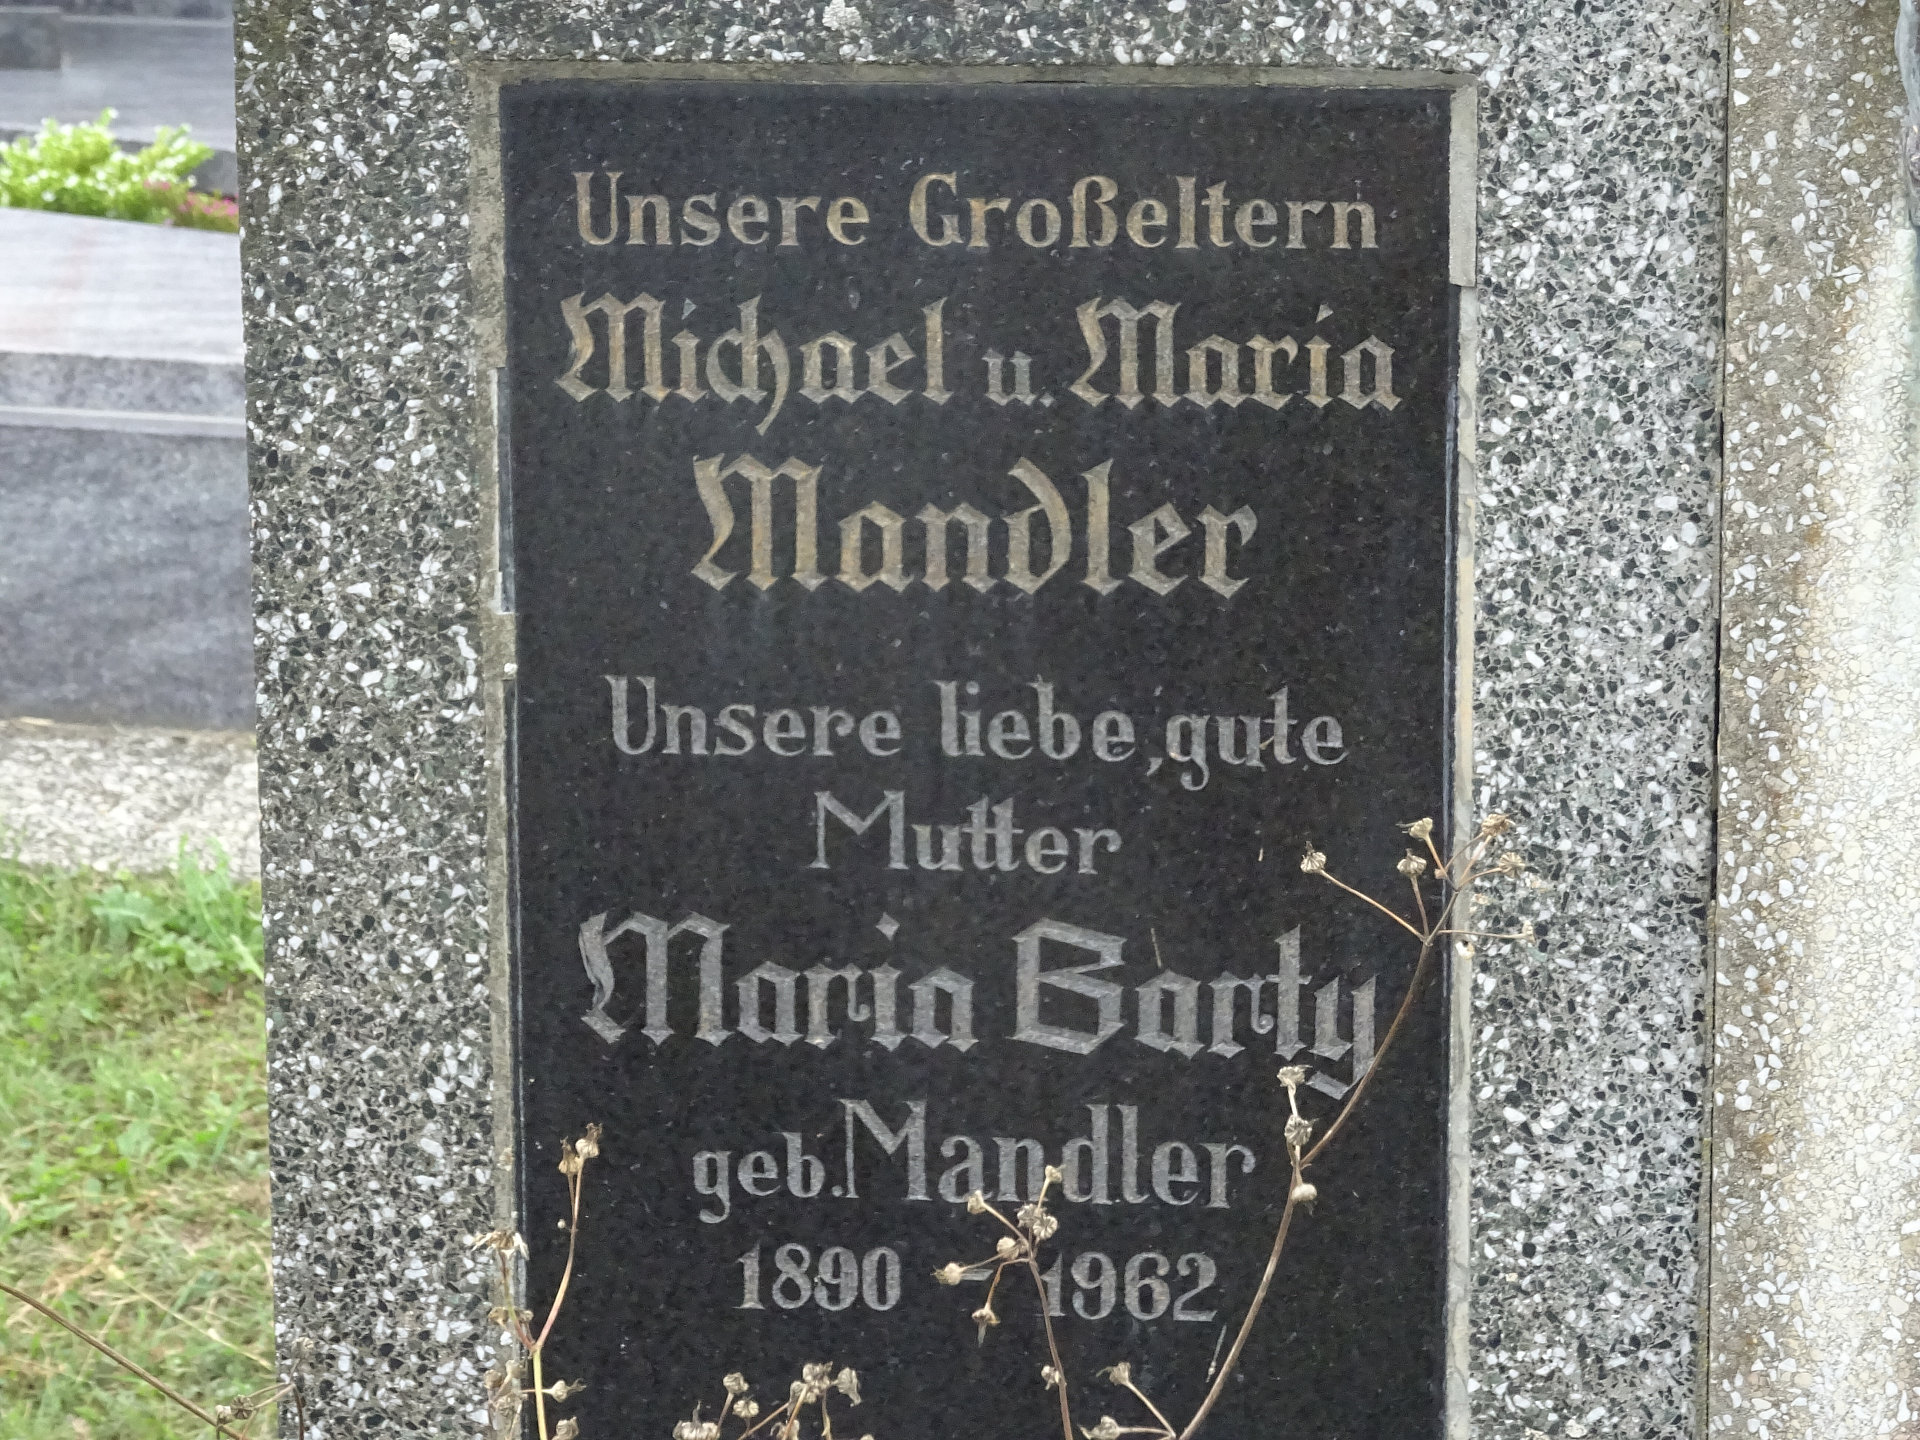 Unsere Großeltern
Michael u. Maria
Mandler
Unsere liebe, gute
Mutter
Maria Barty
geb. Mandler
1890 - 1962